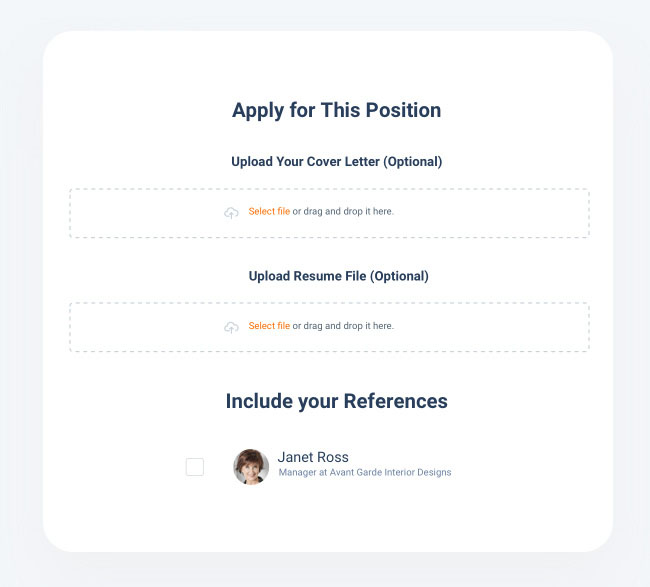 Apply for This Position
Upload Your Cover Letter (Optional)
Select file or drag and drop it here.
Upload Resume File (Optional)
Select file or drag and drop it here.
Include your References
Janet Ross
Manager at Avant Garde Interior Designs